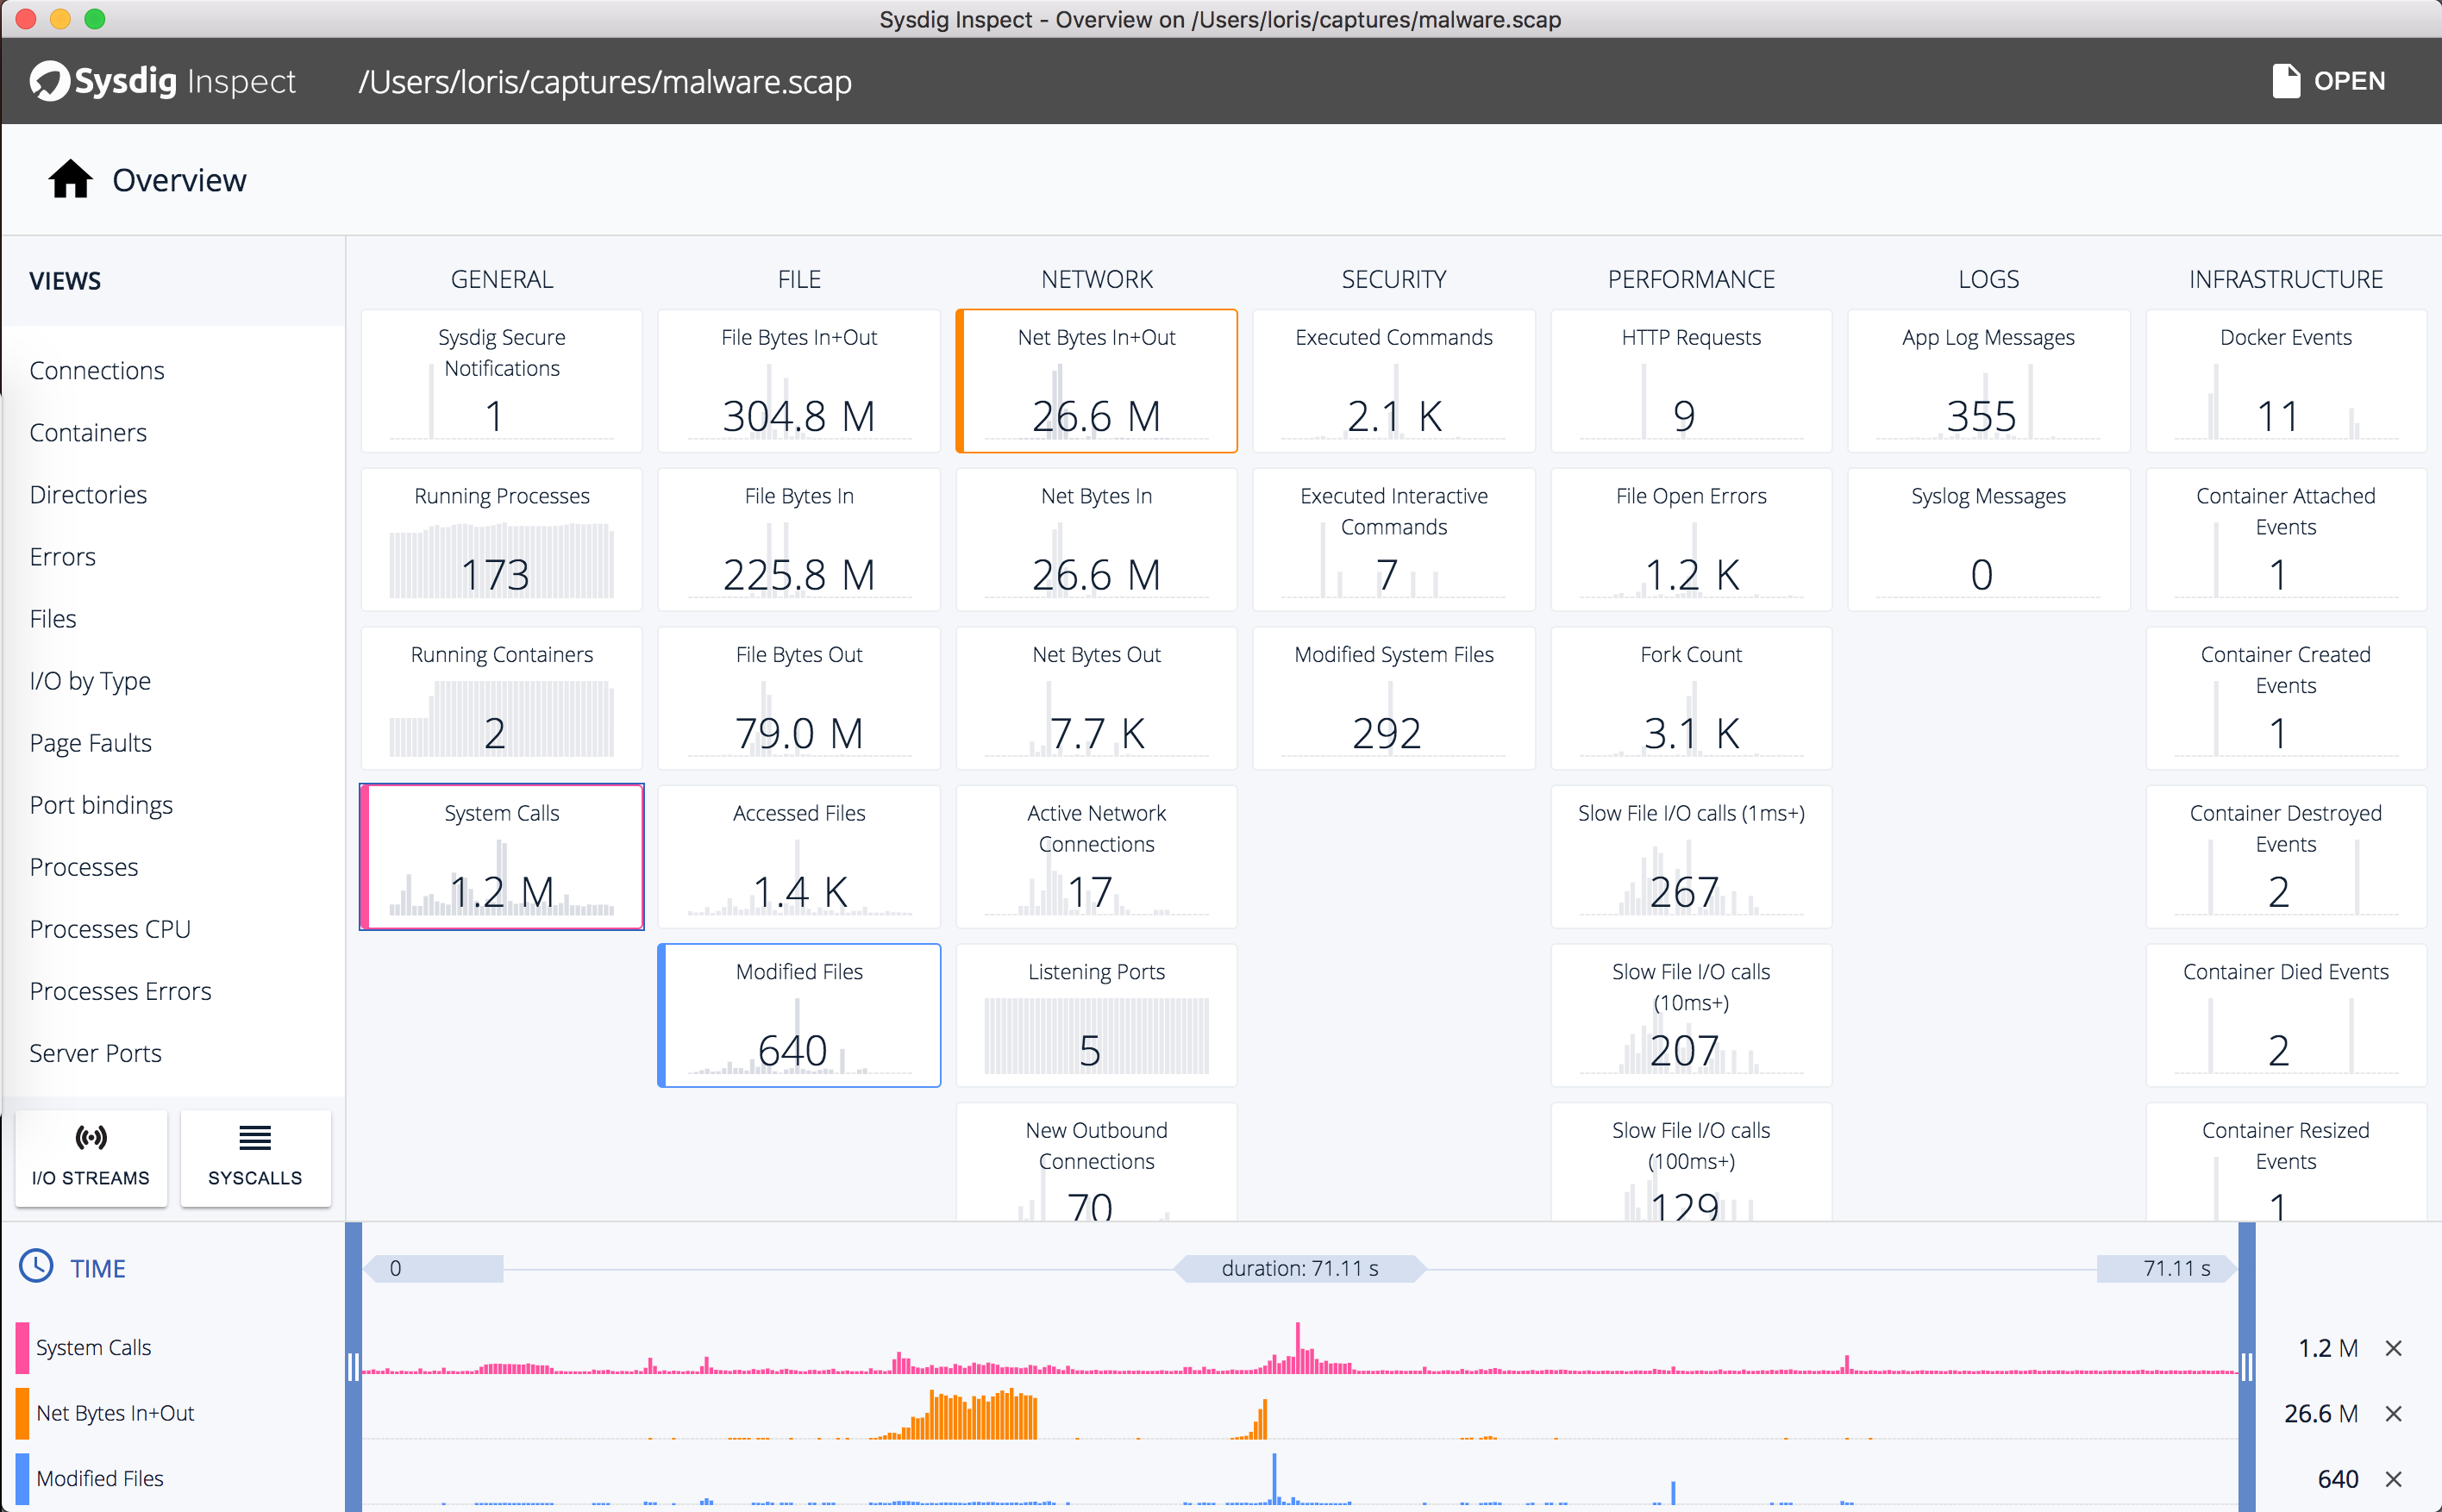 Sysdig Inspect - Overview on /Users/loris/captures/malware.scap
Sysdig Inspect
/Users/loris/captures/malware.scap
OPEN
Overview
VIEWS
Connections
Containers
Directories
Errors
Files
I/O by Type
Page Faults
Port bindings
Processes
Processes CPU
Processes Errors
Server Ports
I/O STREAMS
SYSCALLS
GENERAL
Sysdig Secure
Notifications
1
Running Processes
173
Running Containers
2
System Calls
1.2 M
FILE
File Bytes In+Out
304.8 M
File Bytes In
225.8 M
File Bytes Out
79.0 M
Accessed Files
1.4 K
Modified Files
640
NETWORK
Net Bytes In+Out
26.6 M
Net Bytes In
26.6 M
Net Bytes Out
7.7 K
Active Network
Connections
17
Listening Ports
5
New Outbound
Connections
70
SECURITY
Executed Commands
2.1 K
Executed Interactive
Commands
7
Modified System Files
292
PERFORMANCE
HTTP Requests
9
File Open Errors
1.2 K
Fork Count
3.1 K
Slow File I/O calls (1ms+)
267
Slow File I/O calls
(10ms+)
207
Slow File I/O calls
(100ms+)
129
LOGS
App Log Messages
355
Syslog Messages
0
INFRASTRUCTURE
Docker Events
11
Container Attached
Events
1
Container Created
Events
1
Container Destroyed
Events
2
Container Died Events
2
Container Resized
Events
1
TIME
0
duration: 71.11 s
71.11 s
System Calls
1.2 M
Net Bytes In+Out
26.6 M
Modified Files
640